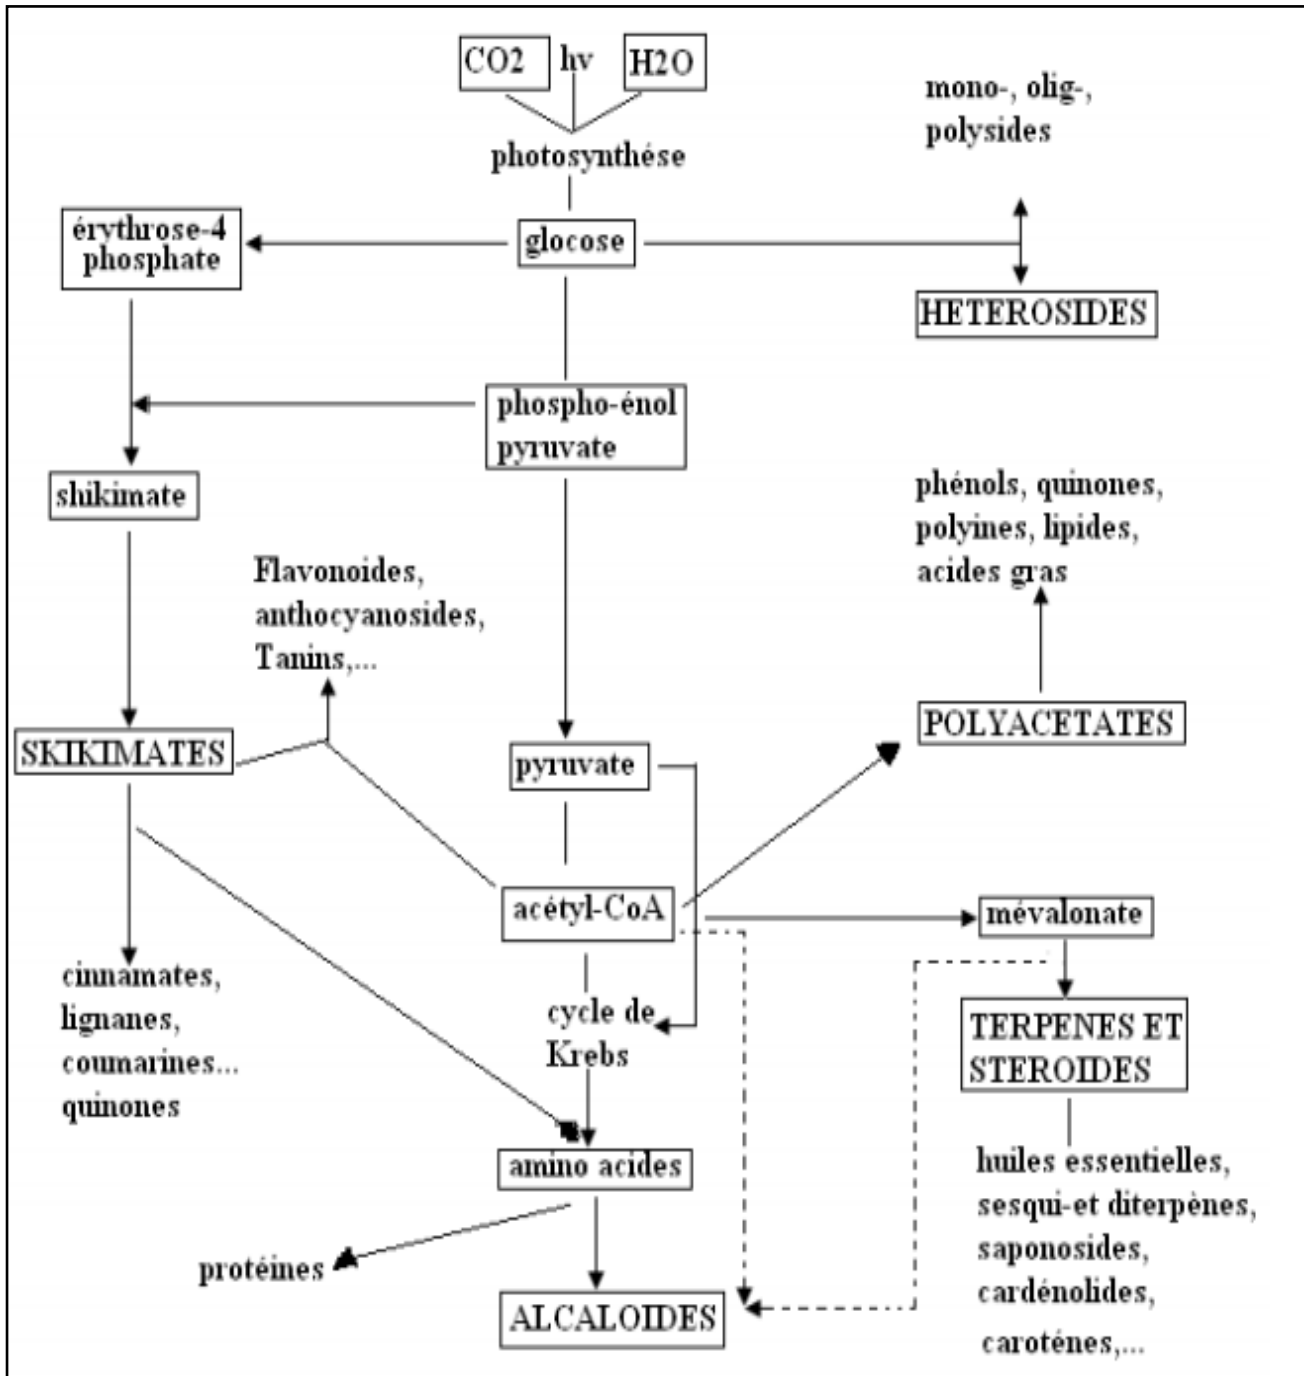 CO2
hv
H2O
mono-, olig-,
polysides
photosynthése
érythrose-4
phosphate
glocose
HETEROSIDES
phospho-énol
pyruvate
shikimate
phénols, quinones,
polyines, lipides,
acides gras
Flavonoides,
anthocyanosides,
Tanins,...
SKIKIMATES
pyruvate
POLYACETATES
acétyl-CoA
mévalonate
cinnamates,
lignanes,
coumarines...
quinones
cycle de
Krebs
TERPENES ET
STEROIDES
amino acides
huiles essentielles,
sesqui-et diterpènes,
saponosides,
cardénolides,
caroténes,...
protéines
ALCALOIDES